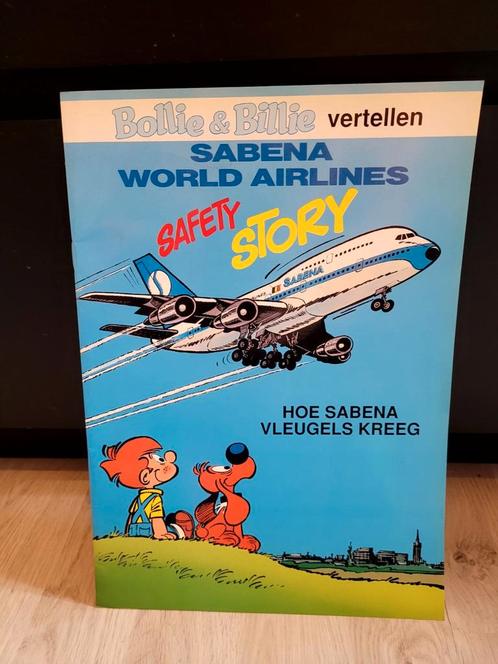 Bollie & Billie vertellen
SABENA
WORLD AIRLINES
SAFETY STORY
SABENA
HOE SABENA
VLEUGELS KREEG